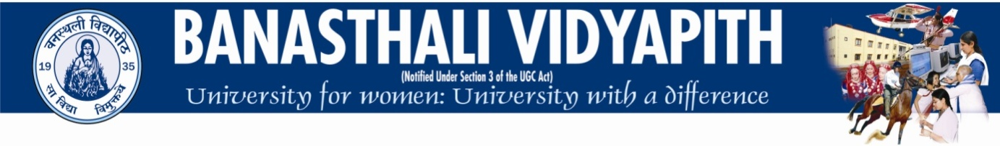 वनस्थली विद्यापीठ
19 35
सा विद्या विमुक्तये
BANASTHALI VIDYAPITH
(Notified Under Section 3 of the UGC Act)
University for women: University with a difference